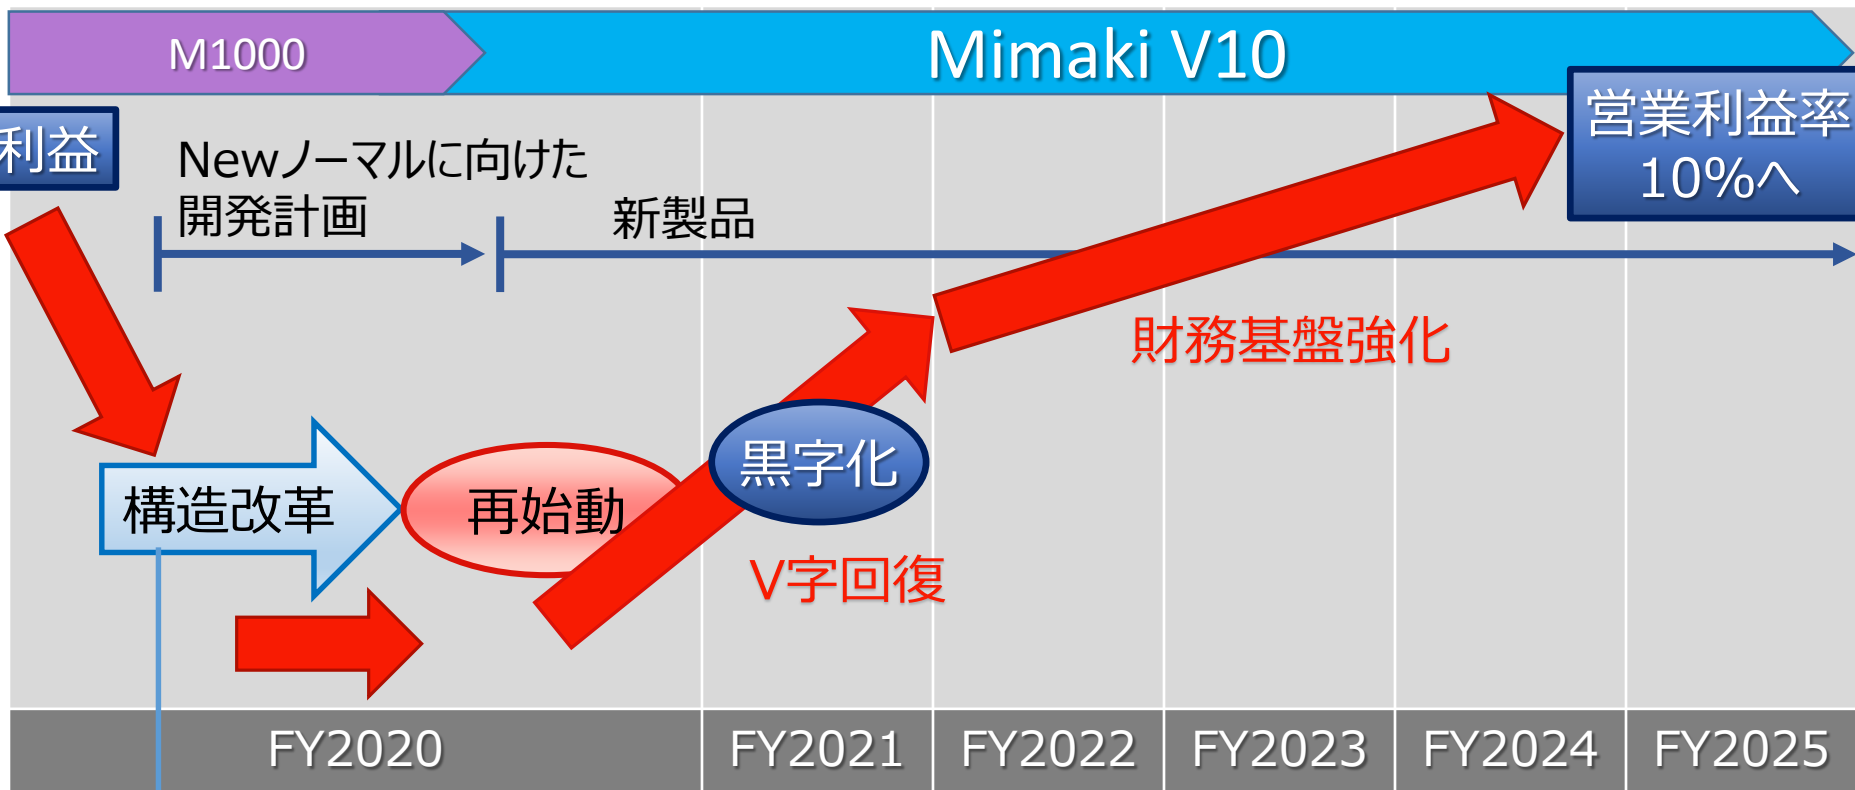 M1000
Mimaki V10
利益
Newノーマルに向けた
開発計画
新製品
営業利益率
10%へ
財務基盤強化
黒字化
構造改革
再始動
V字回復
FY2020
FY2021
FY2022
FY2023
FY2024
FY2025